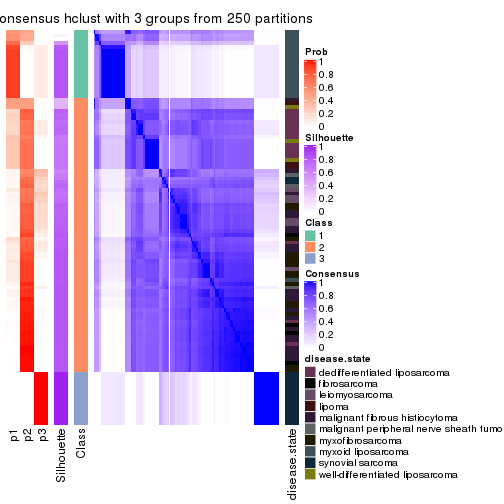 onsensus hclust with 3 groups from 250 partitions
Prob
1
0.8
0.6
0.4
0.2
0
Silhouette
1
0.8
0.6
0.4
0.2
0
Class
1
2
3
Consensus
1
0.8
0.6
0.4
0.2
0
disease.state
dedifferentiated liposarcoma
fibrosarcoma
leiomyosarcoma
lipoma
malignant fibrous histiocytoma
malignant peripheral nerve sheath tumo
myxofibrosarcoma
myxoid liposarcoma
synovial sarcoma
well-differentiated liposarcoma
p1
p2
p3
Silhouette
Class
disease.state